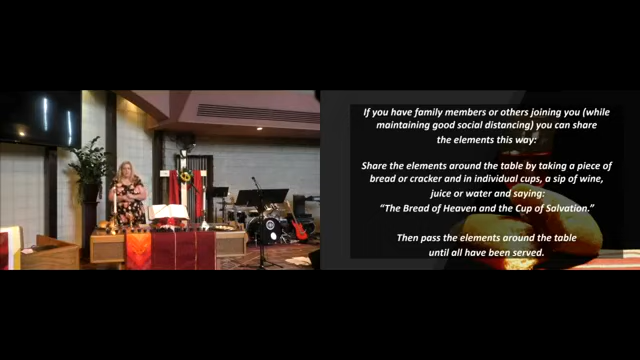 If you have family members or others joining you (while
maintaining good social distancing) you can share
the elements this way:
Share the elements around the table by taking a piece of
bread or cracker and in individual cups, a sip of wine,
juice or water and saying:
“The Bread of Heaven and the Cup of Salvation.”
Then pass the elements around the table
until all have been served.